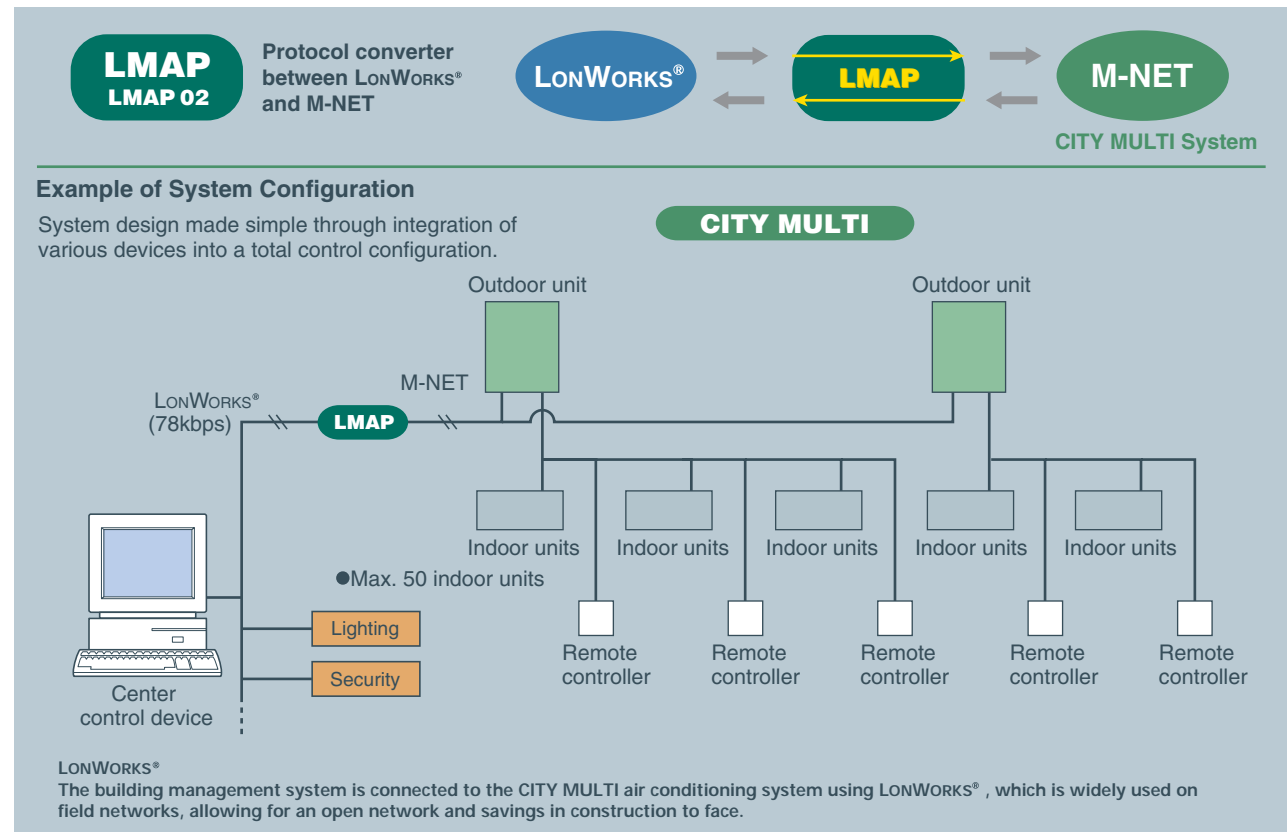 LMAP
LMAP 02
Protocol converter
between LONWORKS®
and M-NET
LONWORKS®
LMAP
M-NET
CITY MULTI System
Example of System Configuration
System design made simple through integration of
various devices into a total control configuration.
CITY MULTI
Outdoor unit
Outdoor unit
M-NET
LONWORKS®
(78kbps)
LMAP
Indoor units
Indoor units
Indoor units
Indoor units
Indoor units
●Max. 50 indoor units
Lighting
Security
Center
control device
Remote
controller
Remote
controller
Remote
controller
Remote
controller
Remote
controller
LONWORKS®
The building management system is connected to the CITY MULTI air conditioning system using LONWORKS® , which is widely used on
field networks, allowing for an open network and savings in construction to face.